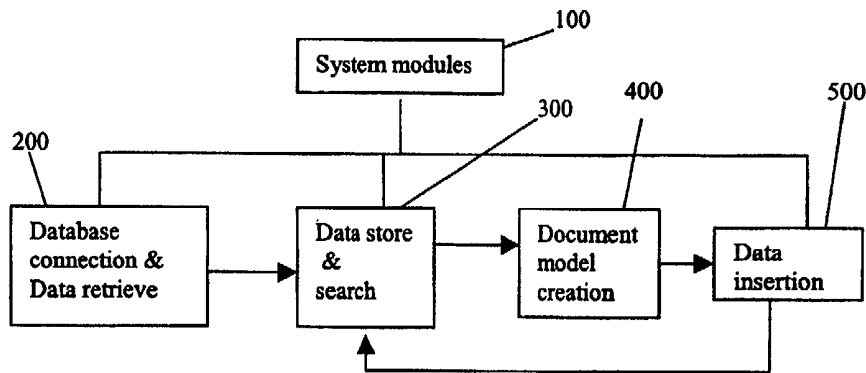 100
System modules
200
300
400
500
Database
connection &
Data retrieve
Data store
&
search
Document
model
creation
Data
insertion